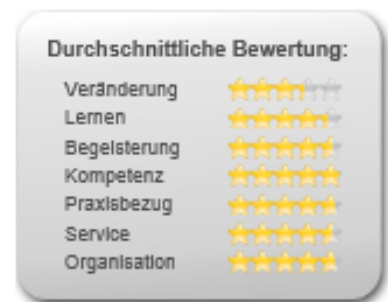 Durchschnittliche Bewertung:
Veränderung
Lernen
Begeisterung
Kompetenz
Praxisbezug
Service
Organisation